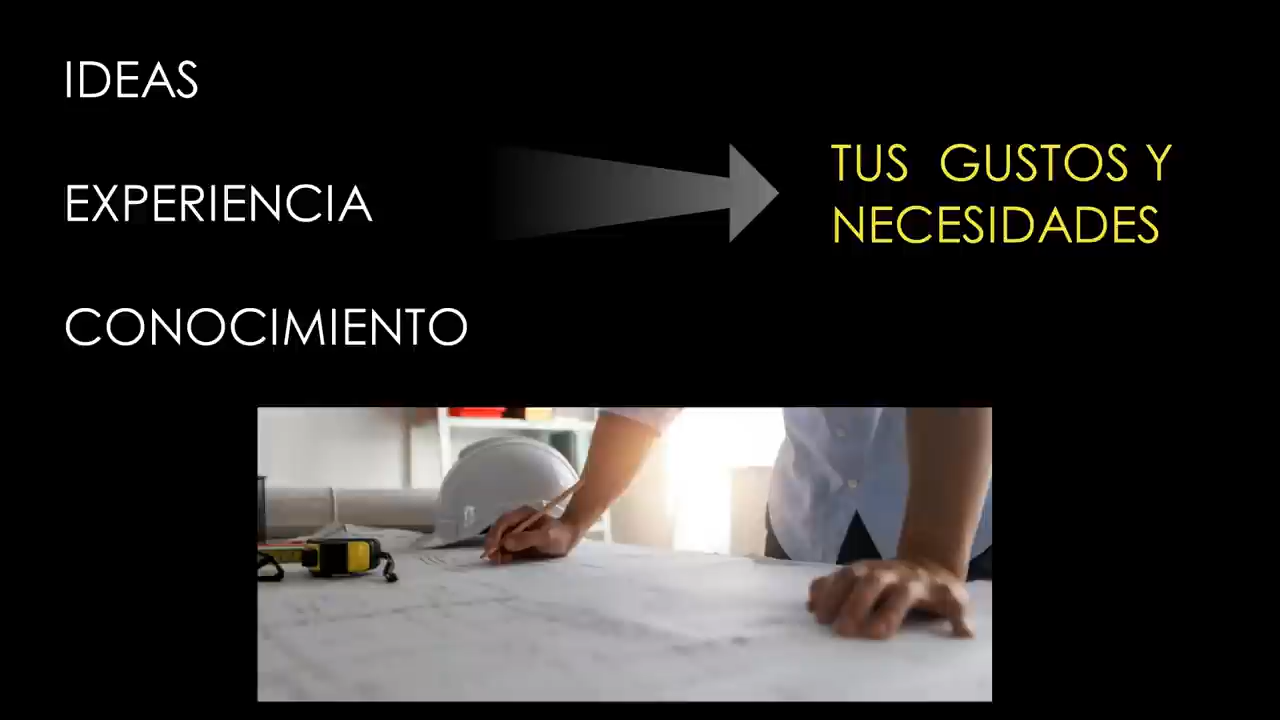 IDEAS
EXPERIENCIA
CONOCIMIENTO
TUS GUSTOS Y
NECESIDADES